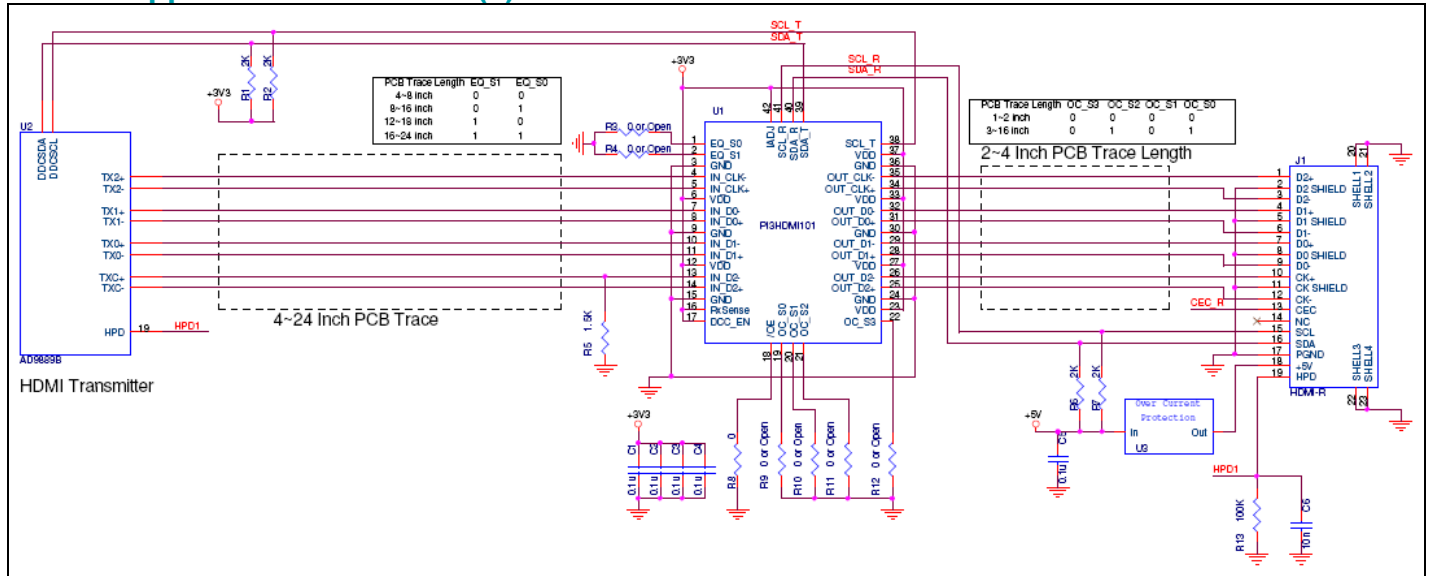 SCL_T
SDA_T
SCL_R
SDA_R
+3V3
2K
2K
R1
R2
+3V3
PCB Trace Length EQ_S1 EQ_S0
4~8 inch 0 0
8~16 inch 0 1
12~18 inch 1 0
16~24 inch 1 1
PCB Trace Length OC_S3 OC_S2 OC_S1 OC_S0
1~2 inch 0 0 0 0
3~16 inch 0 1 0 1
2~4 Inch PCB Trace Length
U2
DDCSDA
DDCSCL
TX2+
TX2-
TX1+
TX1-
TX0+
TX0-
TXC+
TXC-
HPD 19 HPD1
AD9889B
HDMI Transmitter
4~24 Inch PCB Trace
R5 1.5K
R3 0 or Open
R4 0 or Open
U1
42 41 40 39
IADJ
SCL_R
SDA_R
SDA_T
1 EQ_S0
2 EQ_S1
3 GND
4 IN_CLK-
5 IN_CLK+
6 VDD
7 IN_D0-
8 IN_D0+
9 GND
10 IN_D1-
11 IN_D1+
12 VDD
13 IN_D2-
14 IN_D2+
15 GND
16 RxSense
17 DCC_EN
PI3HDMI101
SCL_T 38
VDD 37
GND 36
OUT_CLK- 35
OUT_CLK+ 34
VDD 33
OUT_D0- 32
OUT_D0+ 31
GND 30
OUT_D1- 29
OUT_D1+ 28
VDD 27
OUT_D2- 26
OUT_D2+ 25
GND 24
VDD 23
OC_S3 22
/OE
OC_S0
OC_S1
OC_S2
18 19 20 21
+3V3
C1
C2
C3
C4
0.1u
0.1u
0.1u
0.1u
R8 0
R9 0 or Open
R10 0 or Open
R11 0 or Open
R12 0 or Open
J1
20
21
SHELL1
SHELL2
1 D2+
2 D2 SHIELD
3 D2-
4 D1+
5 D1 SHIELD
6 D1-
7 D0+
8 D0 SHIELD
9 D0-
10 CK+
11 CK SHIELD
12 CK-
CEC_R 13 CEC
14 NC
15 SCL
16 SDA
17 PGND
18 +5V
19 HPD
SHELL3
SHELL4
HDMI-R
22
23
R6 2K
R7 2K
+5V
C5
0.1u
Over Current
Protection
In Out
U3
HPD1
R13 100K
C6
10n